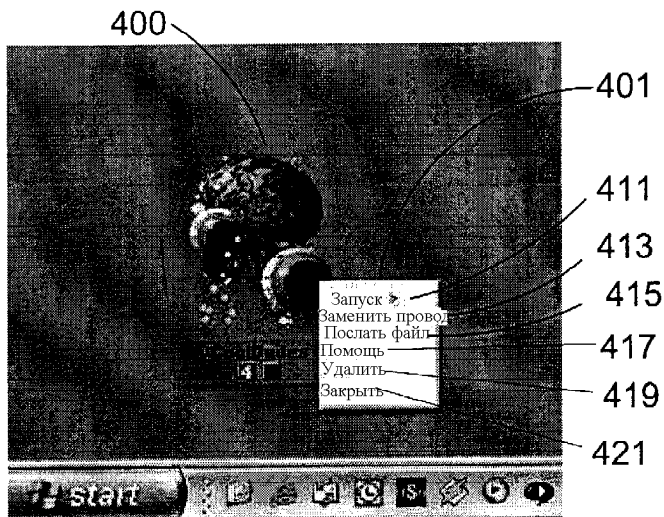 400
401
411
413
415
417
419
421
Запуск
Заменить провод
Послать файл
Помощь
Удалить
Закрыть
start